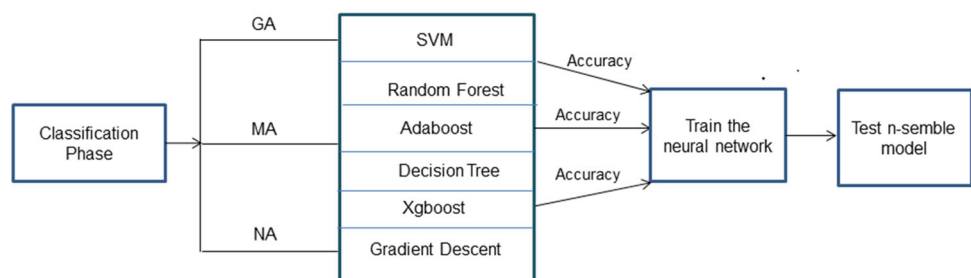 GA
SVM
Accuracy
Random Forest
Classification
Phase
MA
Adaboost
Accuracy
Train the
neural network
Test n-semble
model
Decision Tree
Accuracy
Xgboost
NA
Gradient Descent